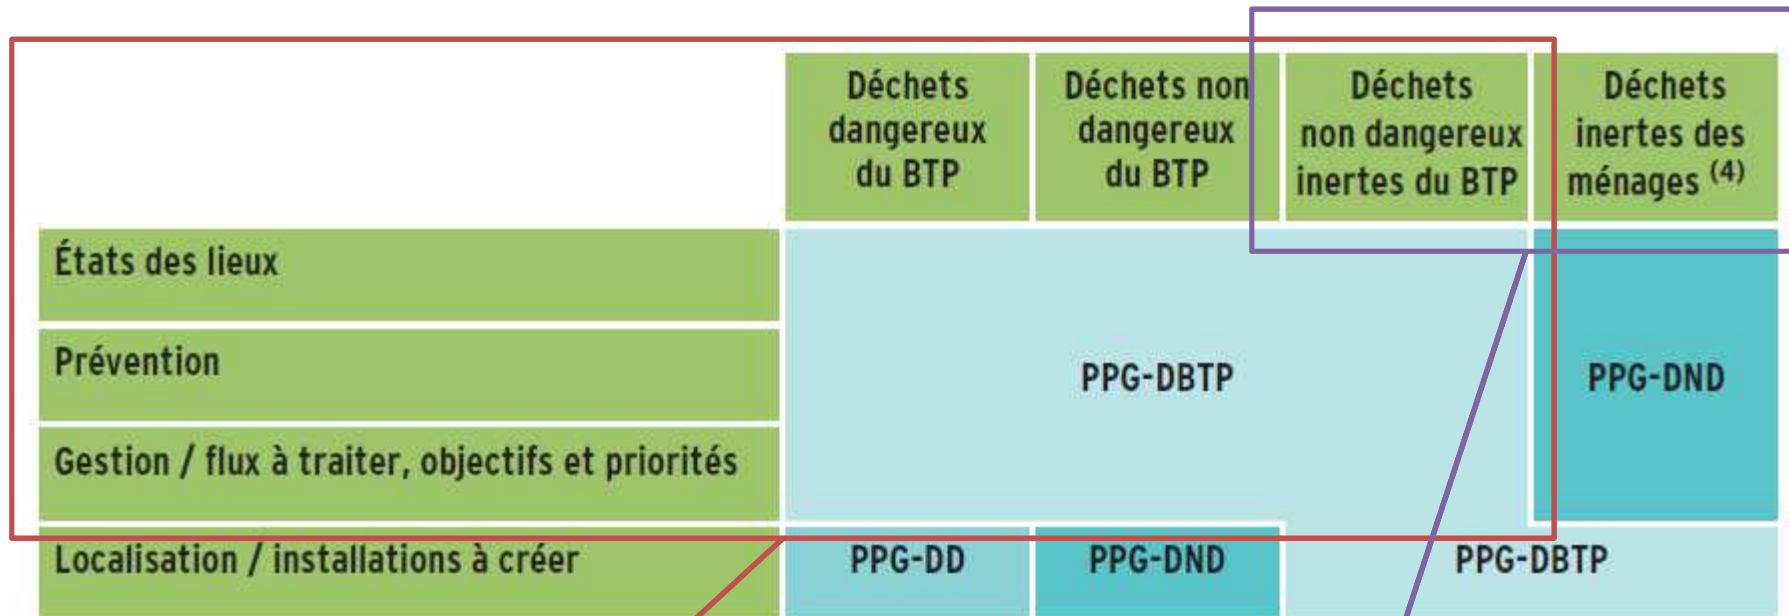 Déchets
dangereux
du BTP
Déchets non
dangereux
du BTP
Déchets
non dangereux
inertes du BTP
Déchets
inertes des
ménages (4)
États des lieux
Prévention
PPG-DBTP
PPG-DND
Gestion / flux à traiter, objectifs et priorités
Localisation / installations à créer
PPG-DD
PPG-DND
PPG-DBTP